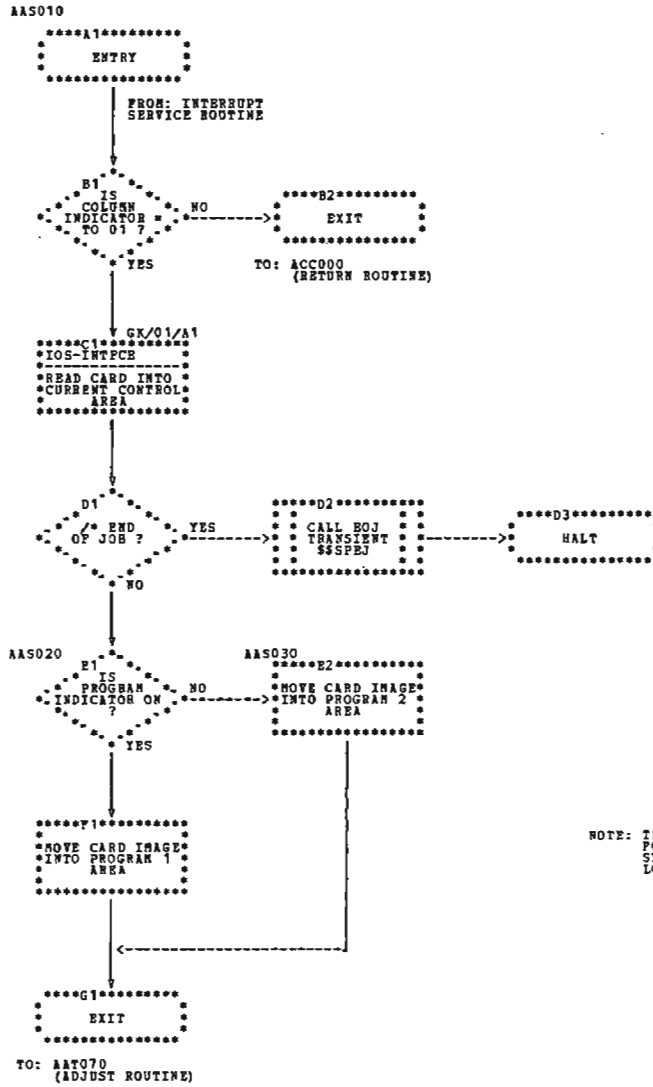 AAS010
A1
ENTRY
FROM: INTERRUPT
SERVICE ROUTINE
B1
IS
COLUMN
INDICATOR =
TO 01 ?
NO
YES
B2
EXIT
TO: ACC000
(RETURN ROUTINE)
GK/01/A1
C1
IOS-INTPCE
READ CARD INTO
CURRENT CONTROL
AREA
D1
/* END
OF JOB ?
YES
NO
D2
CALL EOJ
TRANSIENT
$$SPEJ
D3
HALT
AAS020
E1
IS
PROGRAM
INDICATOR ON
?
NO
YES
AAS030
E2
MOVE CARD IMAGE
INTO PROGRAM 2
AREA
F1
MOVE CARD IMAGE
INTO PROGRAM 1
AREA
NOTE:
G1
EXIT
TO: AAT070
(ADJUST ROUTINE)